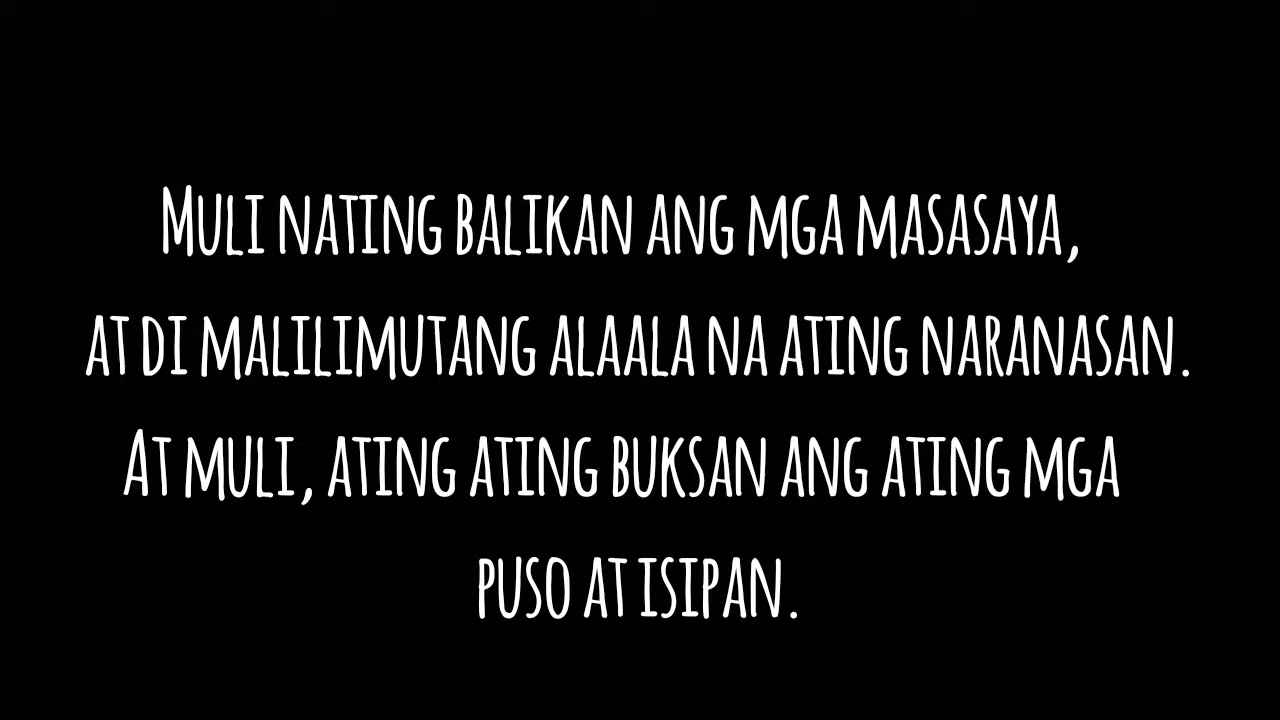 Muli nating balikan ang mga masasaya,
at di malilimutang alaala na ating naranasan.
At muli, ating ating buksan ang ating mga
puso at isipan.